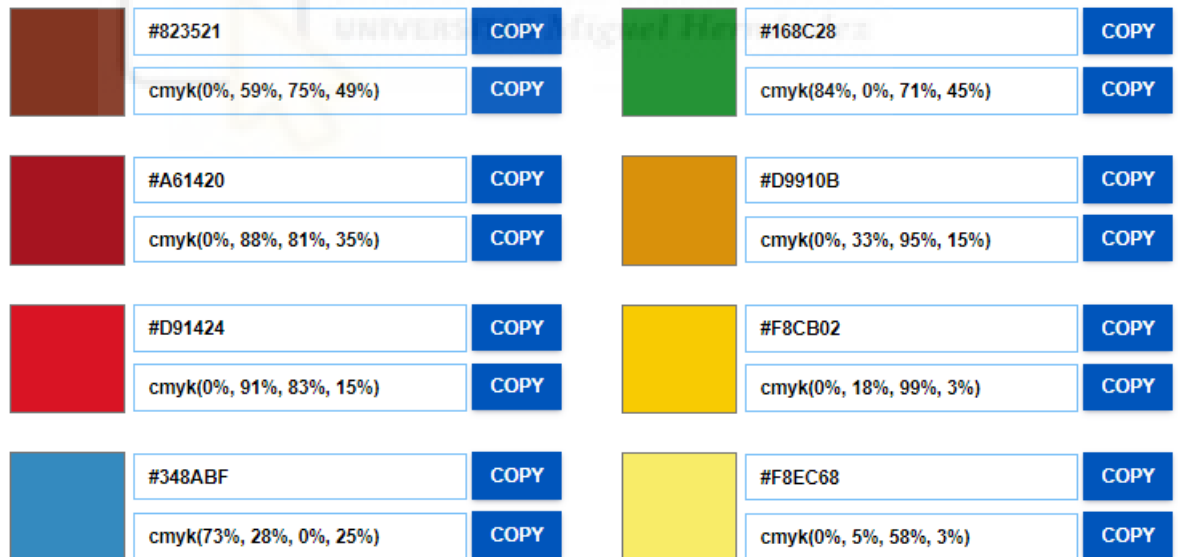 UNIVERSITAS Miguel Hernández
#823521 COPY
cmyk(0%, 59%, 75%, 49%) COPY
#168C28 COPY
cmyk(84%, 0%, 71%, 45%) COPY
#A61420 COPY
cmyk(0%, 88%, 81%, 35%) COPY
#D9910B COPY
cmyk(0%, 33%, 95%, 15%) COPY
#D91424 COPY
cmyk(0%, 91%, 83%, 15%) COPY
#F8CB02 COPY
cmyk(0%, 18%, 99%, 3%) COPY
#348ABF COPY
cmyk(73%, 28%, 0%, 25%) COPY
#F8EC68 COPY
cmyk(0%, 5%, 58%, 3%) COPY